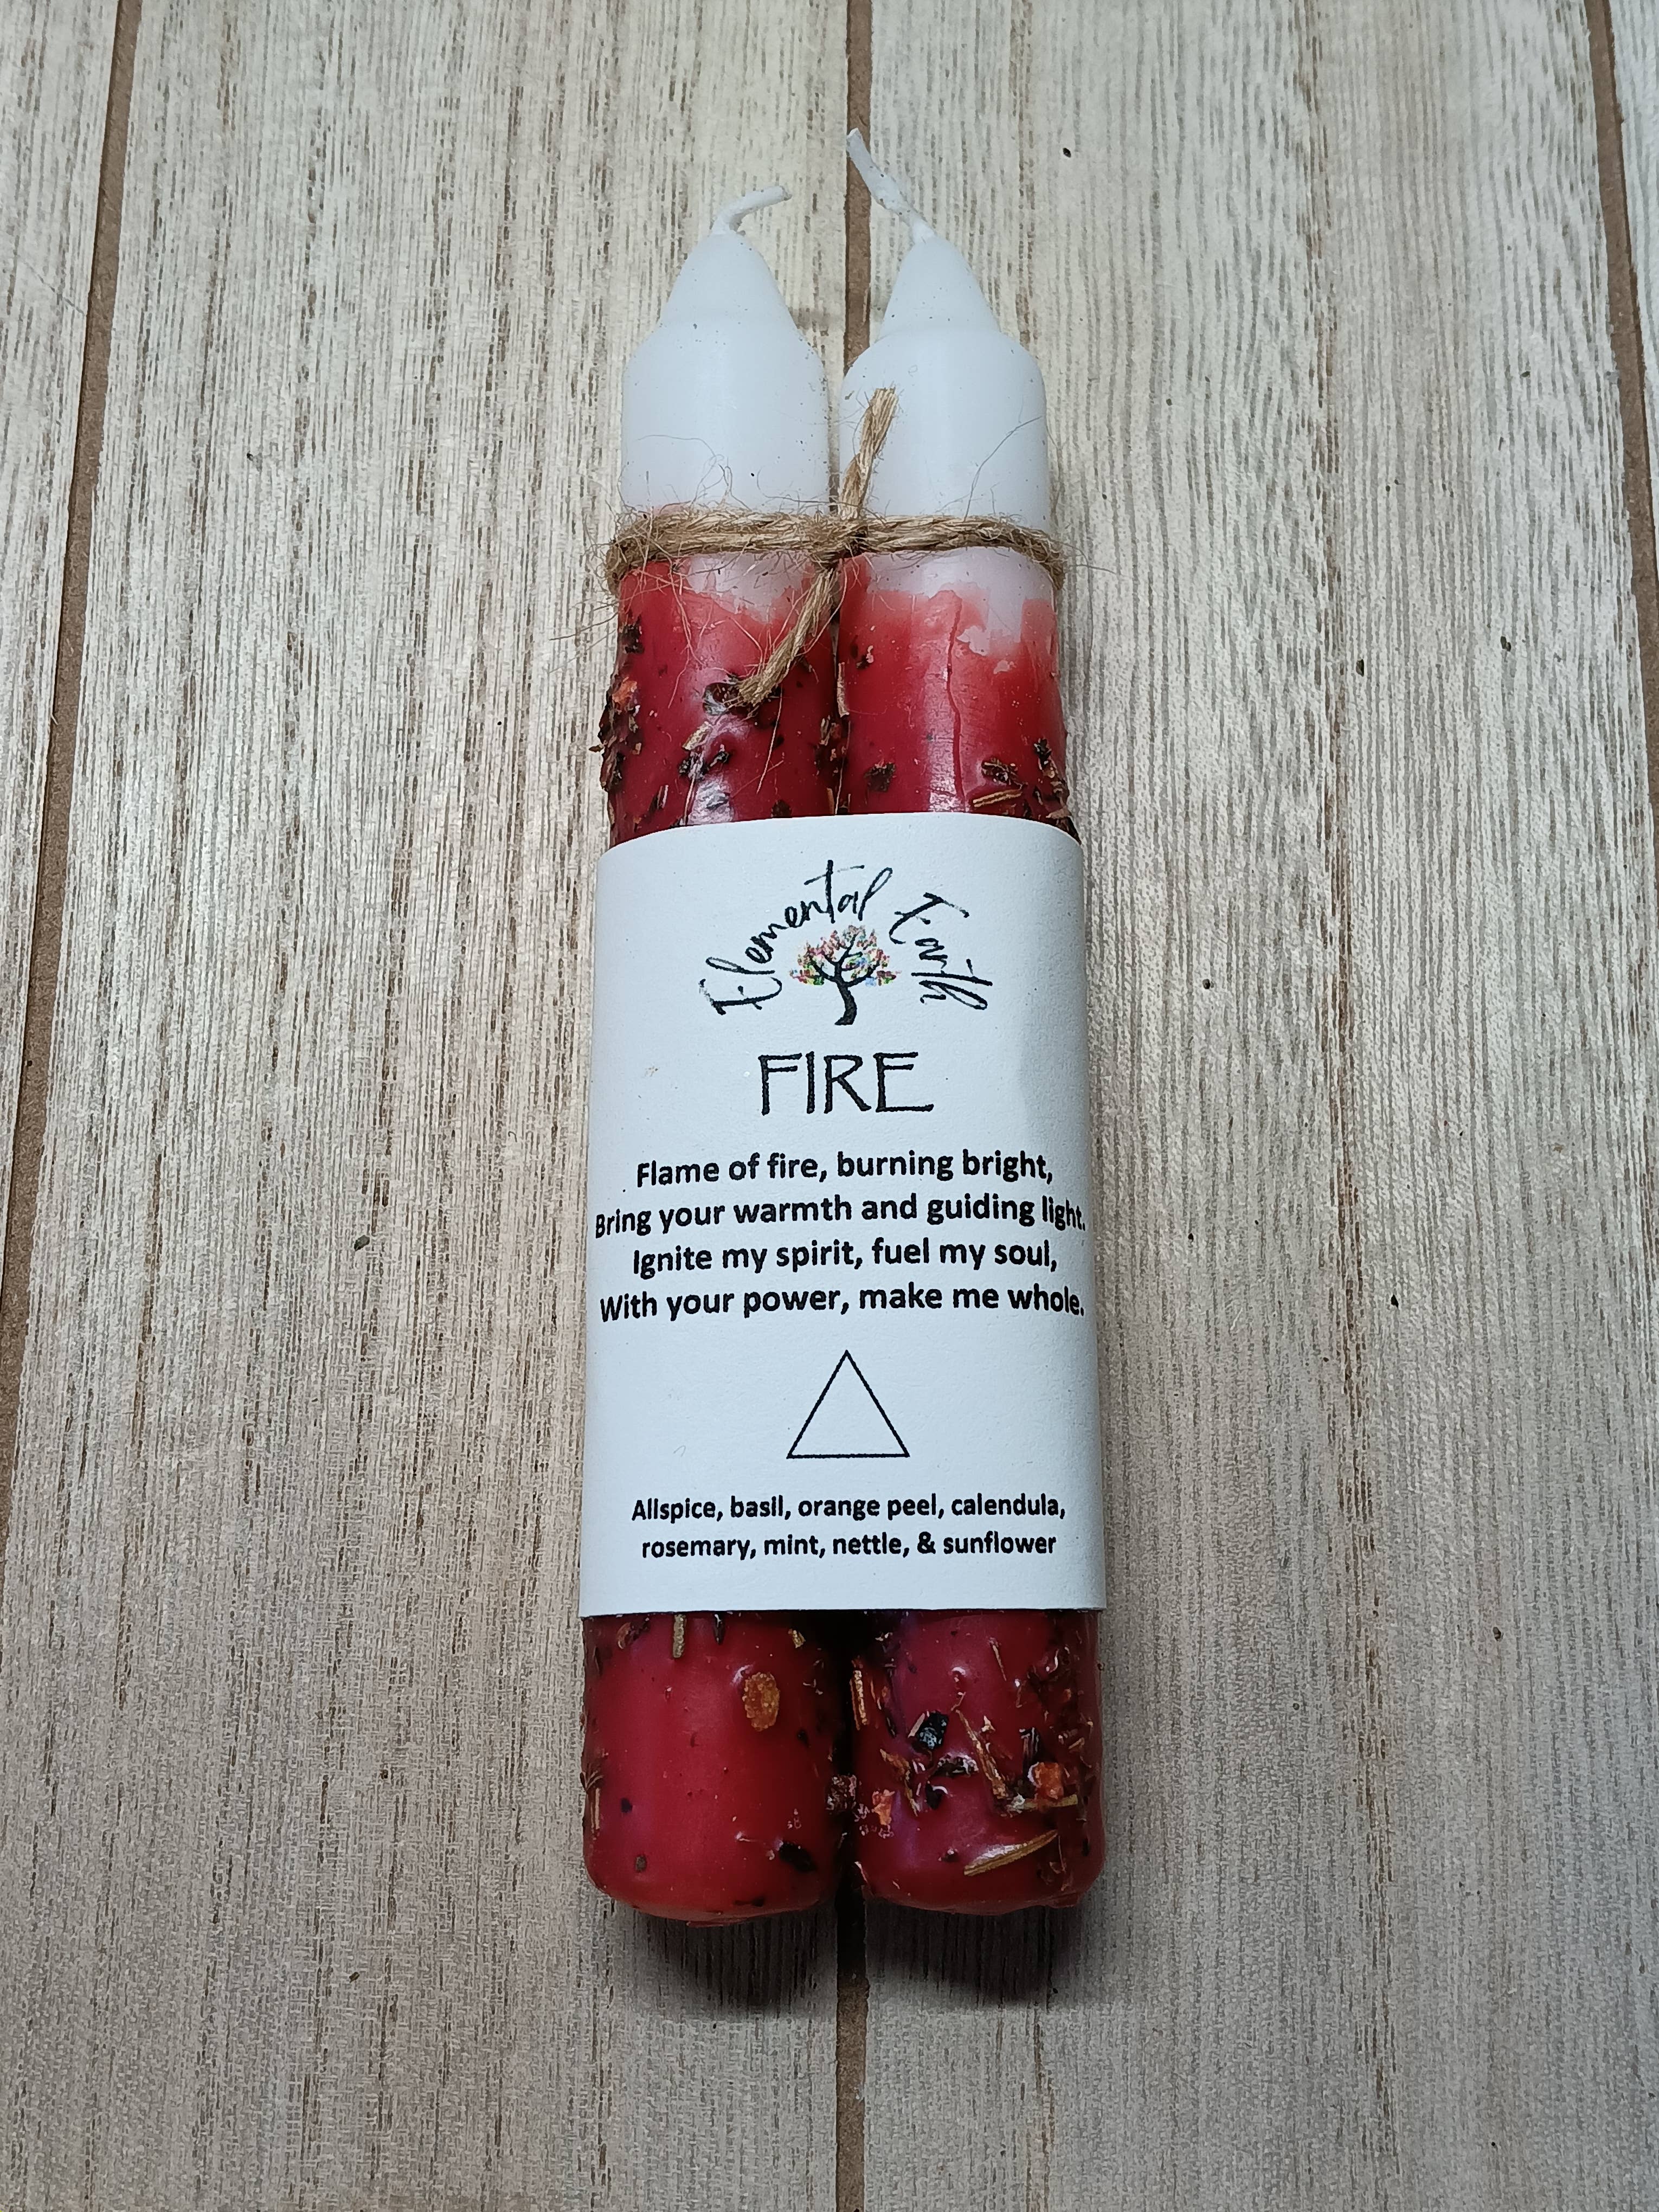 Elemental Earth
FIRE
Flame of fire, burning bright,
Bring your warmth and guiding light.
Ignite my spirit, fuel my soul,
With your power, make me whole.
Allspice, basil, orange peel, calendula,
rosemary, mint, nettle, & sunflower